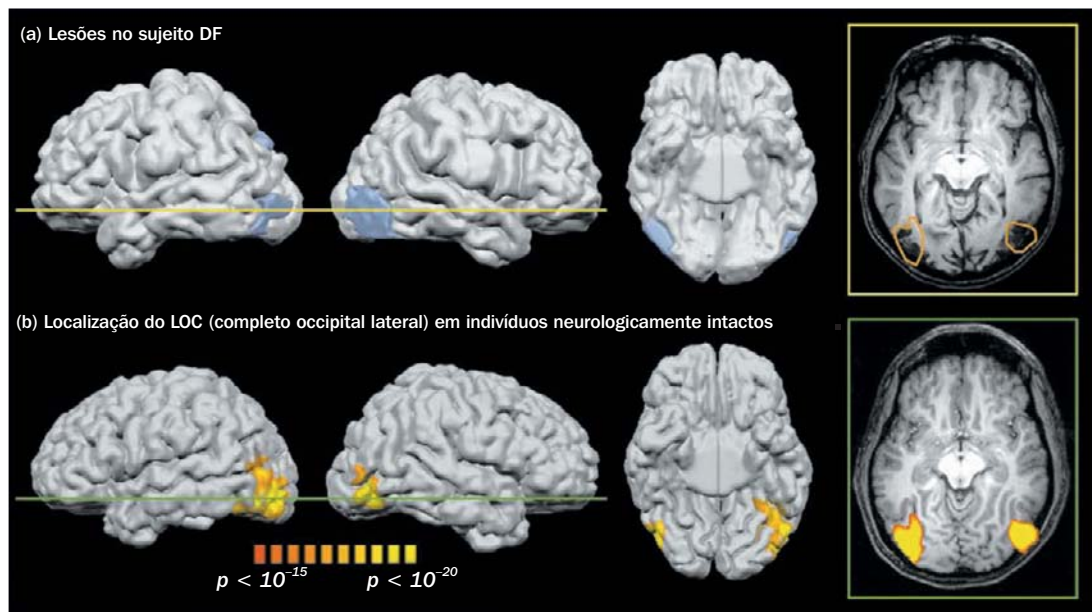 (a) Lesões no sujeito DF
(b) Localização do LOC (completo occipital lateral) em indivíduos neurologicamente intactos
p < 10⁻¹⁵ p < 10⁻²⁰